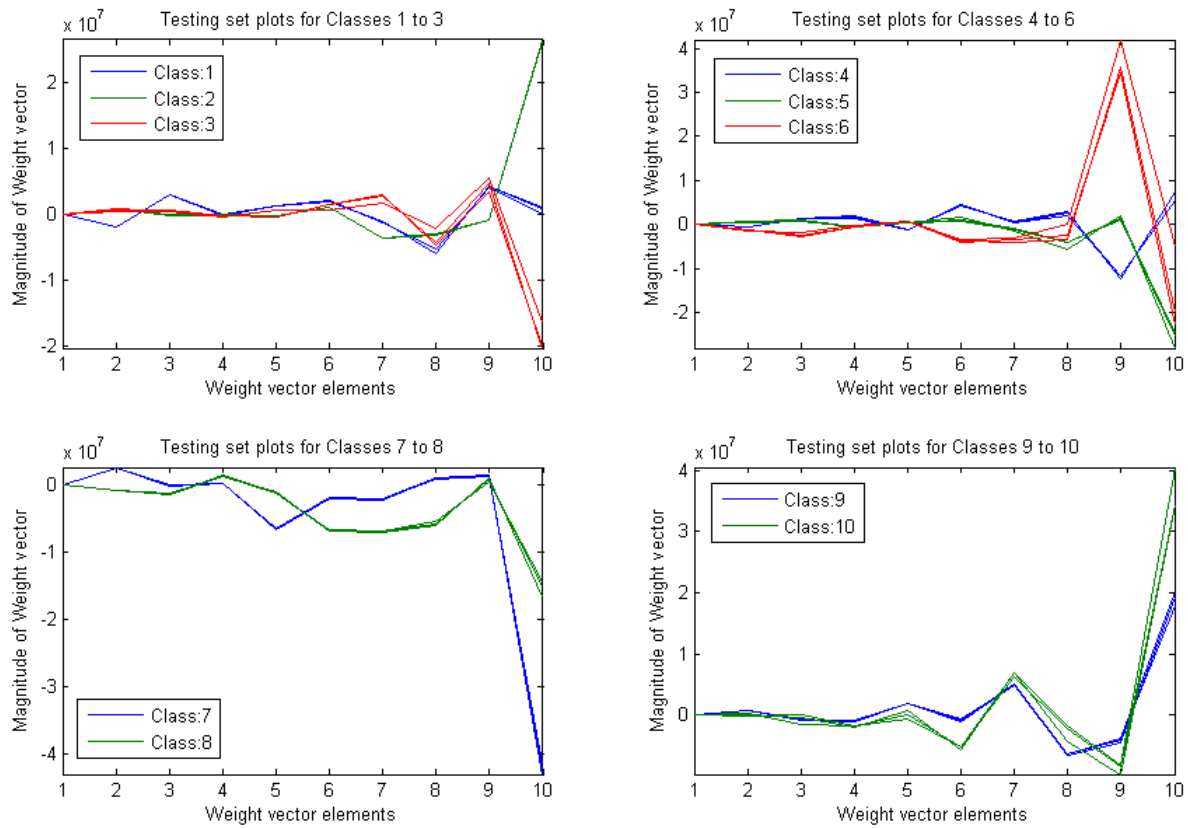 Testing set plots for Classes 1 to 3
x 10^7
2
1
0
-1
-2
Magnitude of Weight vector
Class:1
Class:2
Class:3
1 2 3 4 5 6 7 8 9 10
Weight vector elements
Testing set plots for Classes 4 to 6
x 10^7
4
3
2
1
0
-1
-2
Magnitude of Weight vector
Class:4
Class:5
Class:6
1 2 3 4 5 6 7 8 9 10
Weight vector elements
Testing set plots for Classes 7 to 8
x 10^7
0
-1
-2
-3
-4
Magnitude of Weight vector
Class:7
Class:8
1 2 3 4 5 6 7 8 9 10
Weight vector elements
Testing set plots for Classes 9 to 10
x 10^7
4
3
2
1
0
Magnitude of Weight vector
Class:9
Class:10
1 2 3 4 5 6 7 8 9 10
Weight vector elements